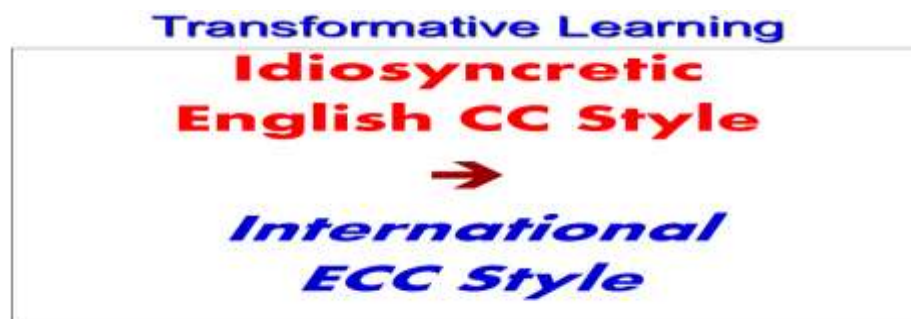 Transformative Learning
Idiosyncretic
English CC Style
→
International
ECC Style